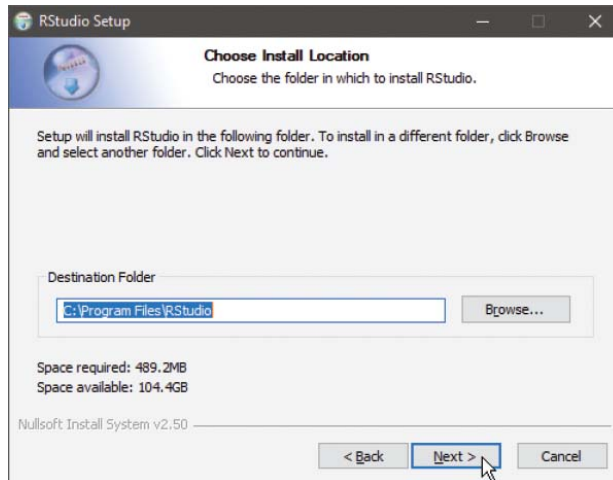 RStudio Setup
Choose Install Location
Choose the folder in which to install RStudio.
Setup will install RStudio in the following folder. To install in a different folder, click Browse
and select another folder. Click Next to continue.
Destination Folder
C:\Program Files\RStudio
Browse...
Space required: 489.2MB
Space available: 104.4GB
Nullsoft Install System v2.50
< Back
Next >
Cancel